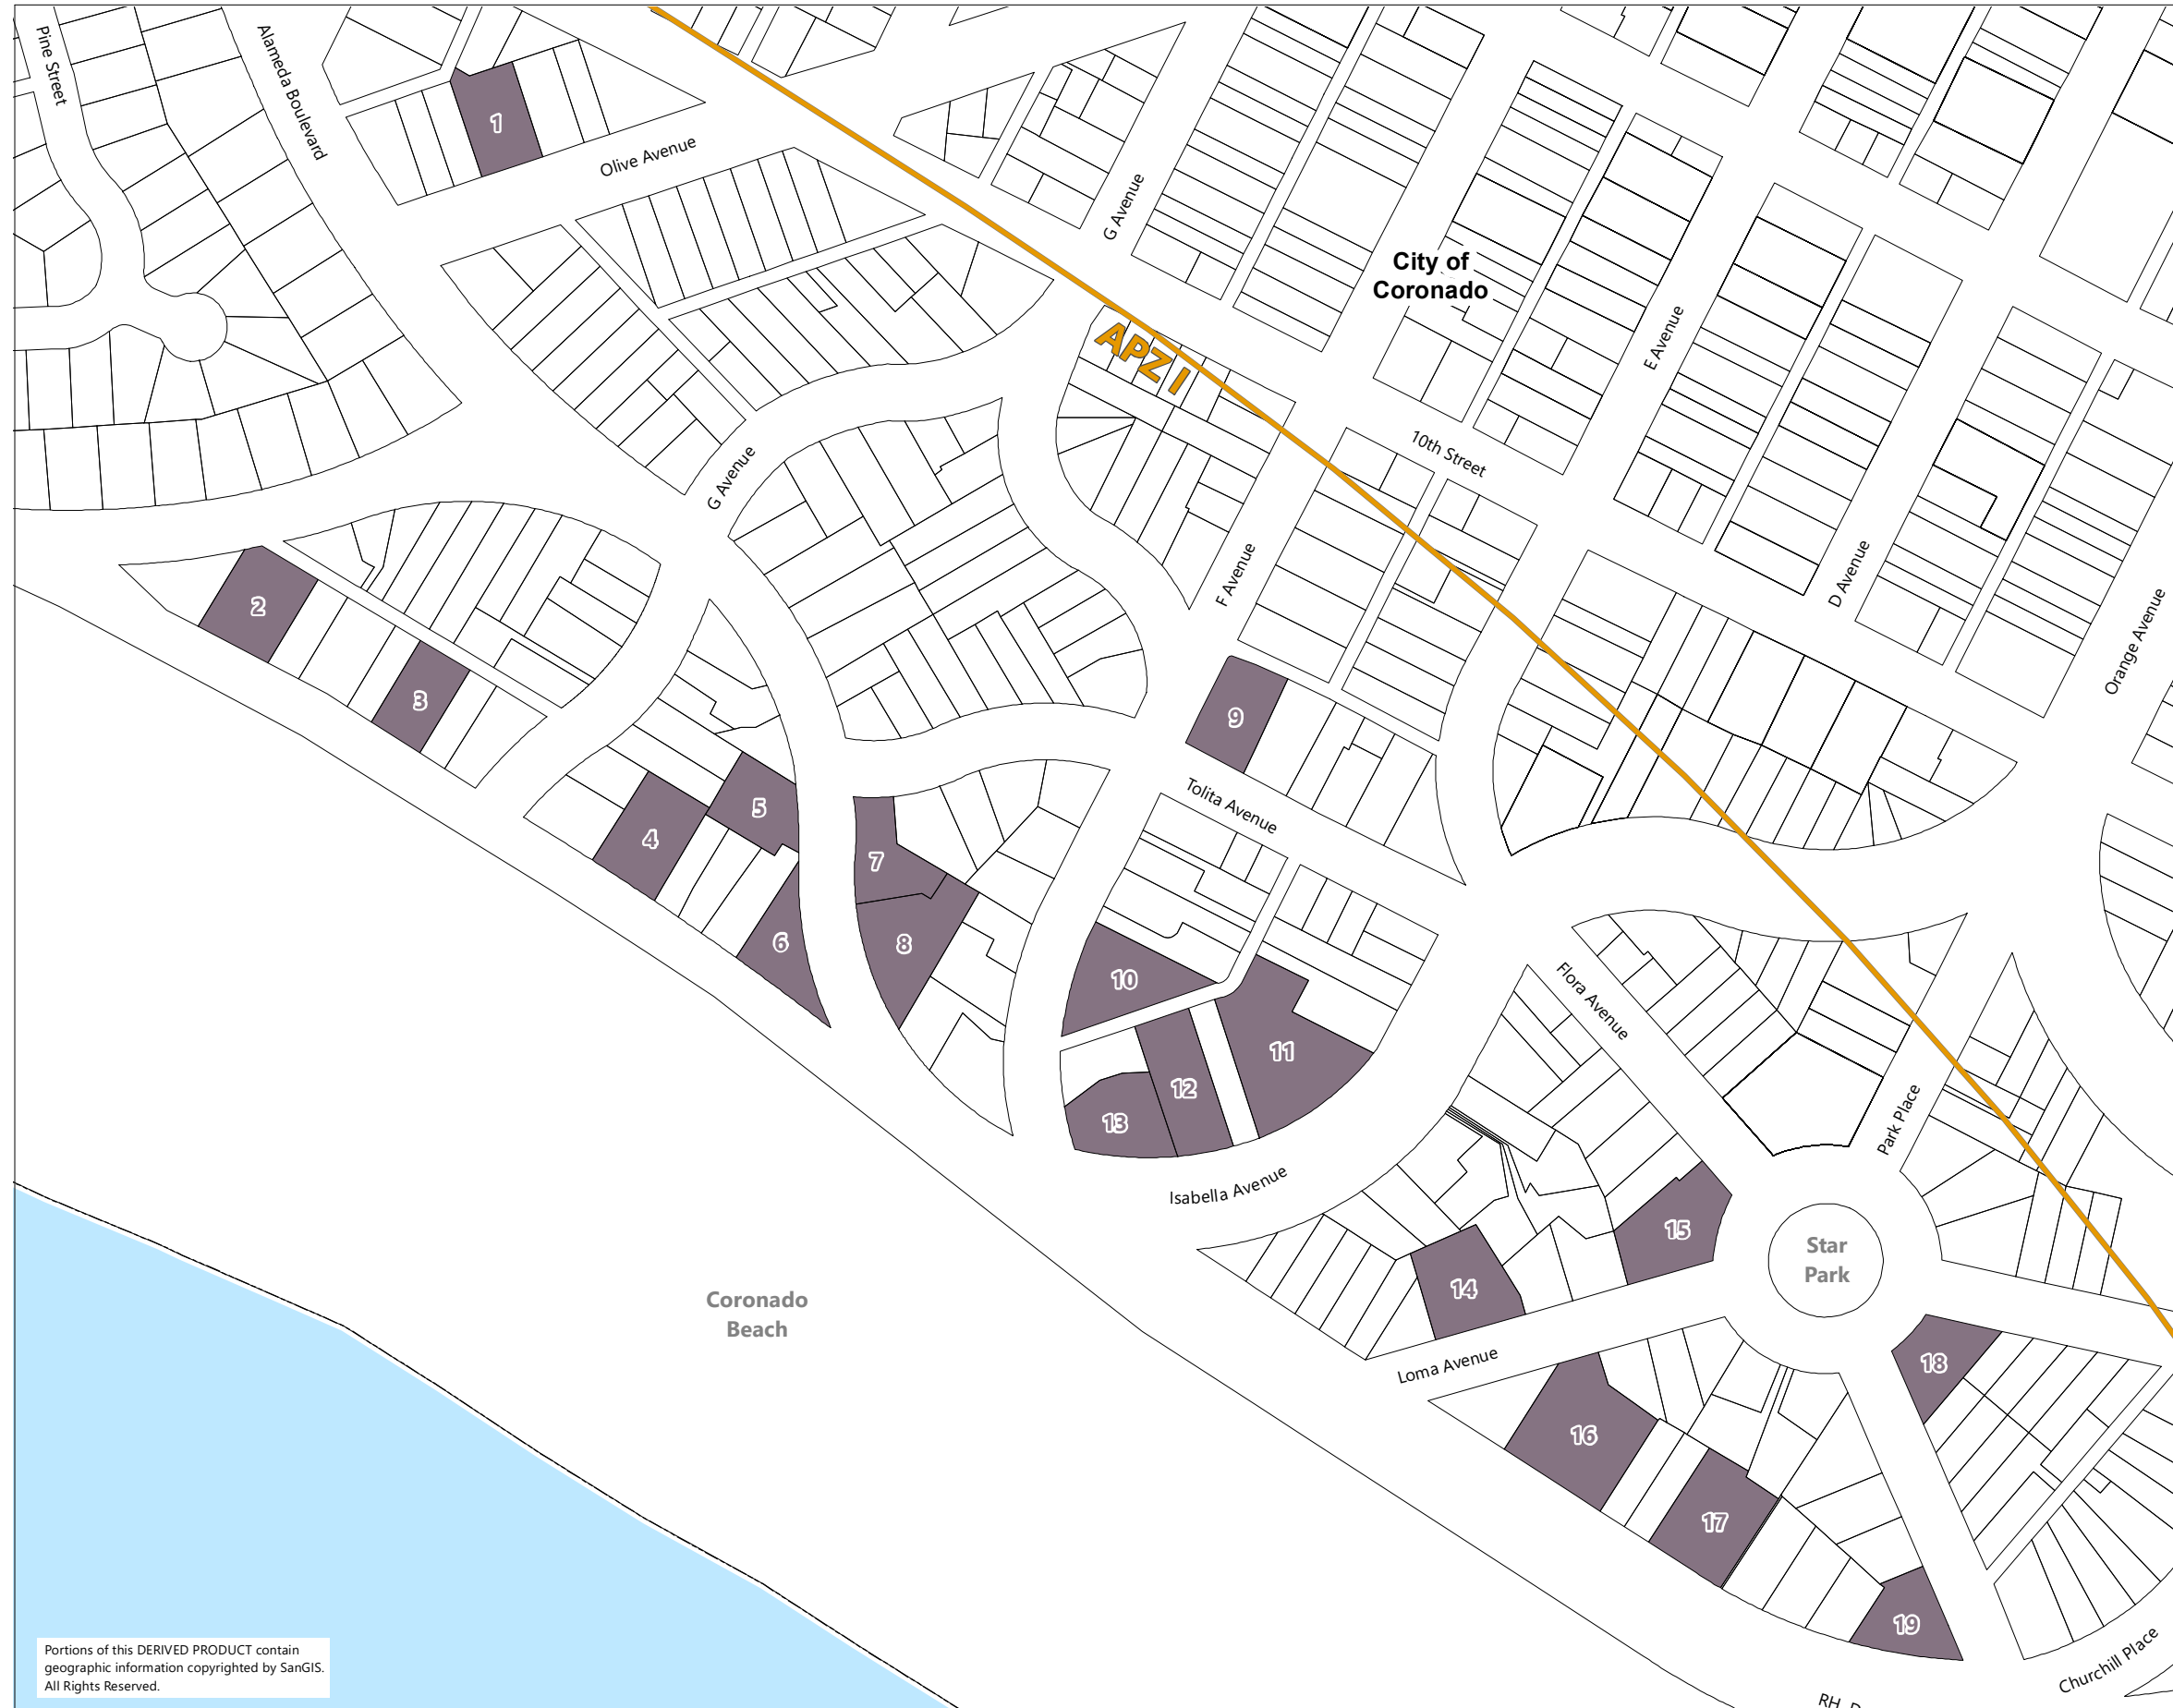 Pine Street
Alameda Boulevard
1
Olive Avenue
G Avenue
City of
Coronado
E Avenue
APZ I
10th Street
G Avenue
F Avenue
D Avenue
Orange Avenue
2
3
9
Tolita Avenue
4
5
7
6
8
10
11
12
13
Flora Avenue
Park Place
Isabella Avenue
15
14
Star
Park
Coronado
Beach
Loma Avenue
18
16
17
19
Churchill Place
RH
Portions of this DERIVED PRODUCT contain
geographic information copyrighted by SanGIS.
All Rights Reserved.